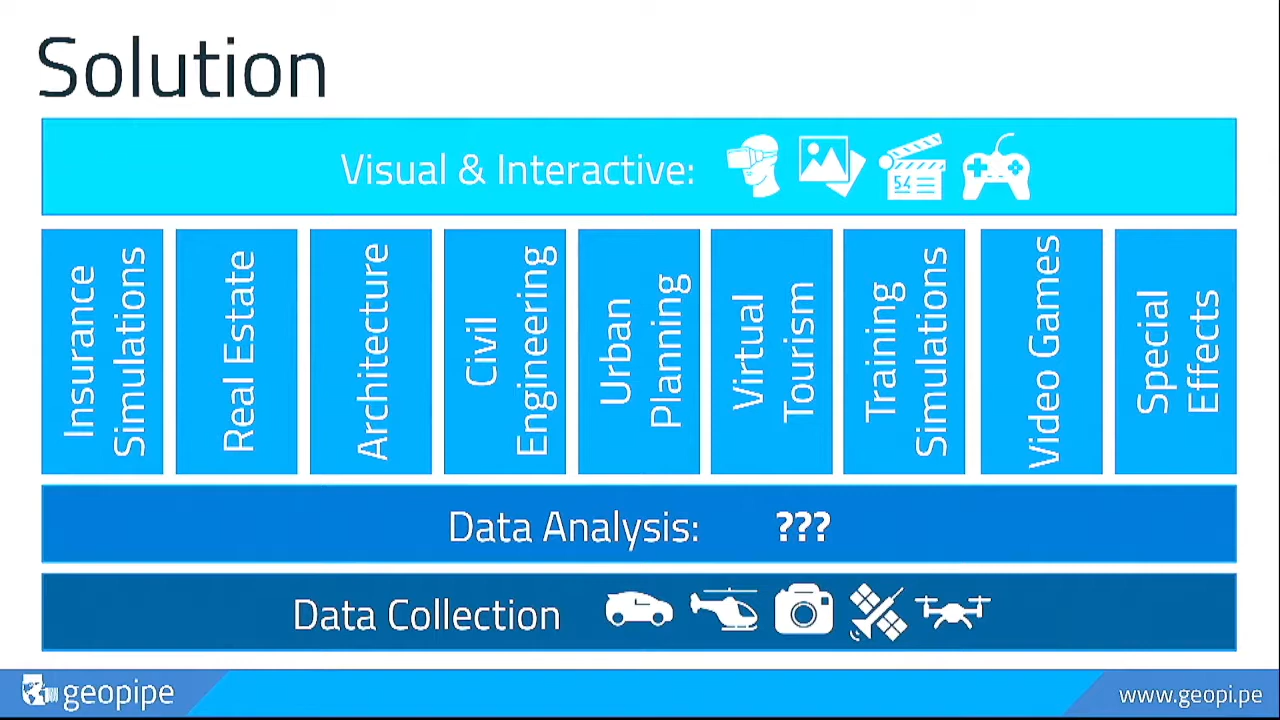 Solution
Visual & Interactive:
54
Insurance
Simulations
Real Estate
Architecture
Civil
Engineering
Urban
Planning
Virtual
Tourism
Training
Simulations
Video Games
Special
Effects
Data Analysis: ???
Data Collection
geopipe
www.geopi.pe